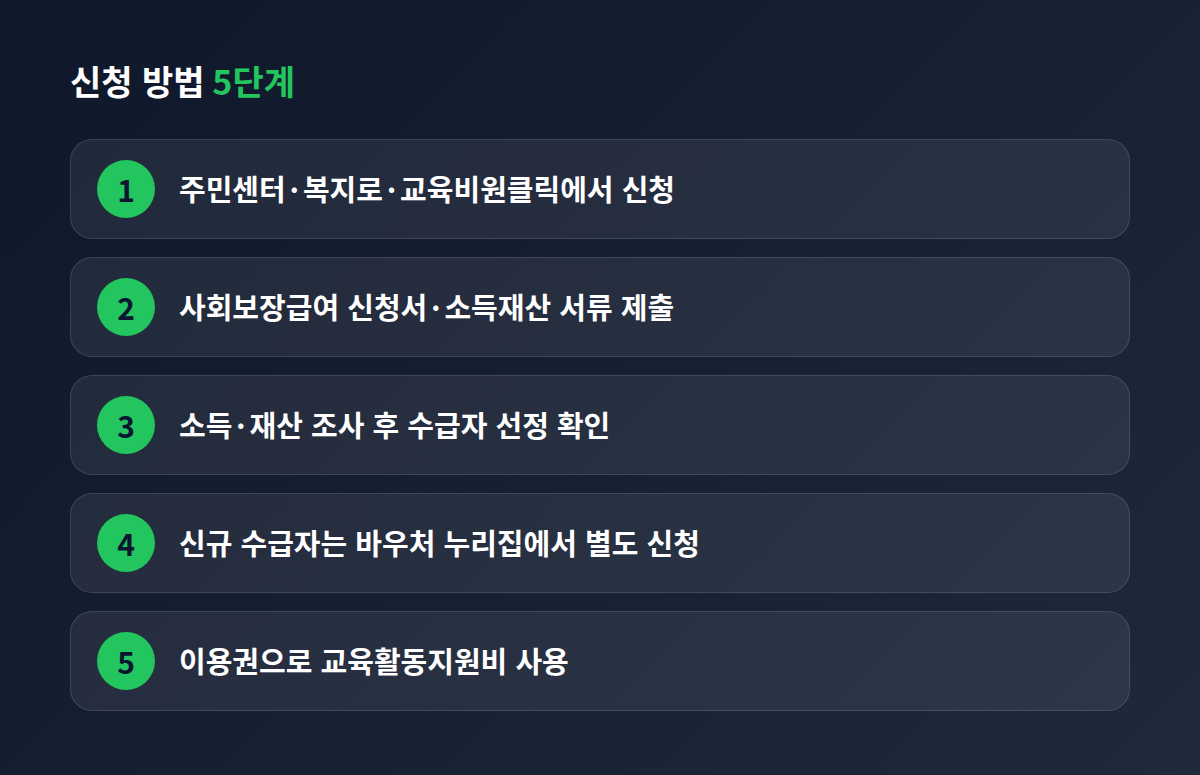 신청 방법 5단계
1 주민센터·복지로·교육비원클릭에서 신청
2 사회보장급여 신청서·소득재산 서류 제출
3 소득·재산 조사 후 수급자 선정 확인
4 신규 수급자는 바우처 누리집에서 별도 신청
5 이용권으로 교육활동지원비 사용